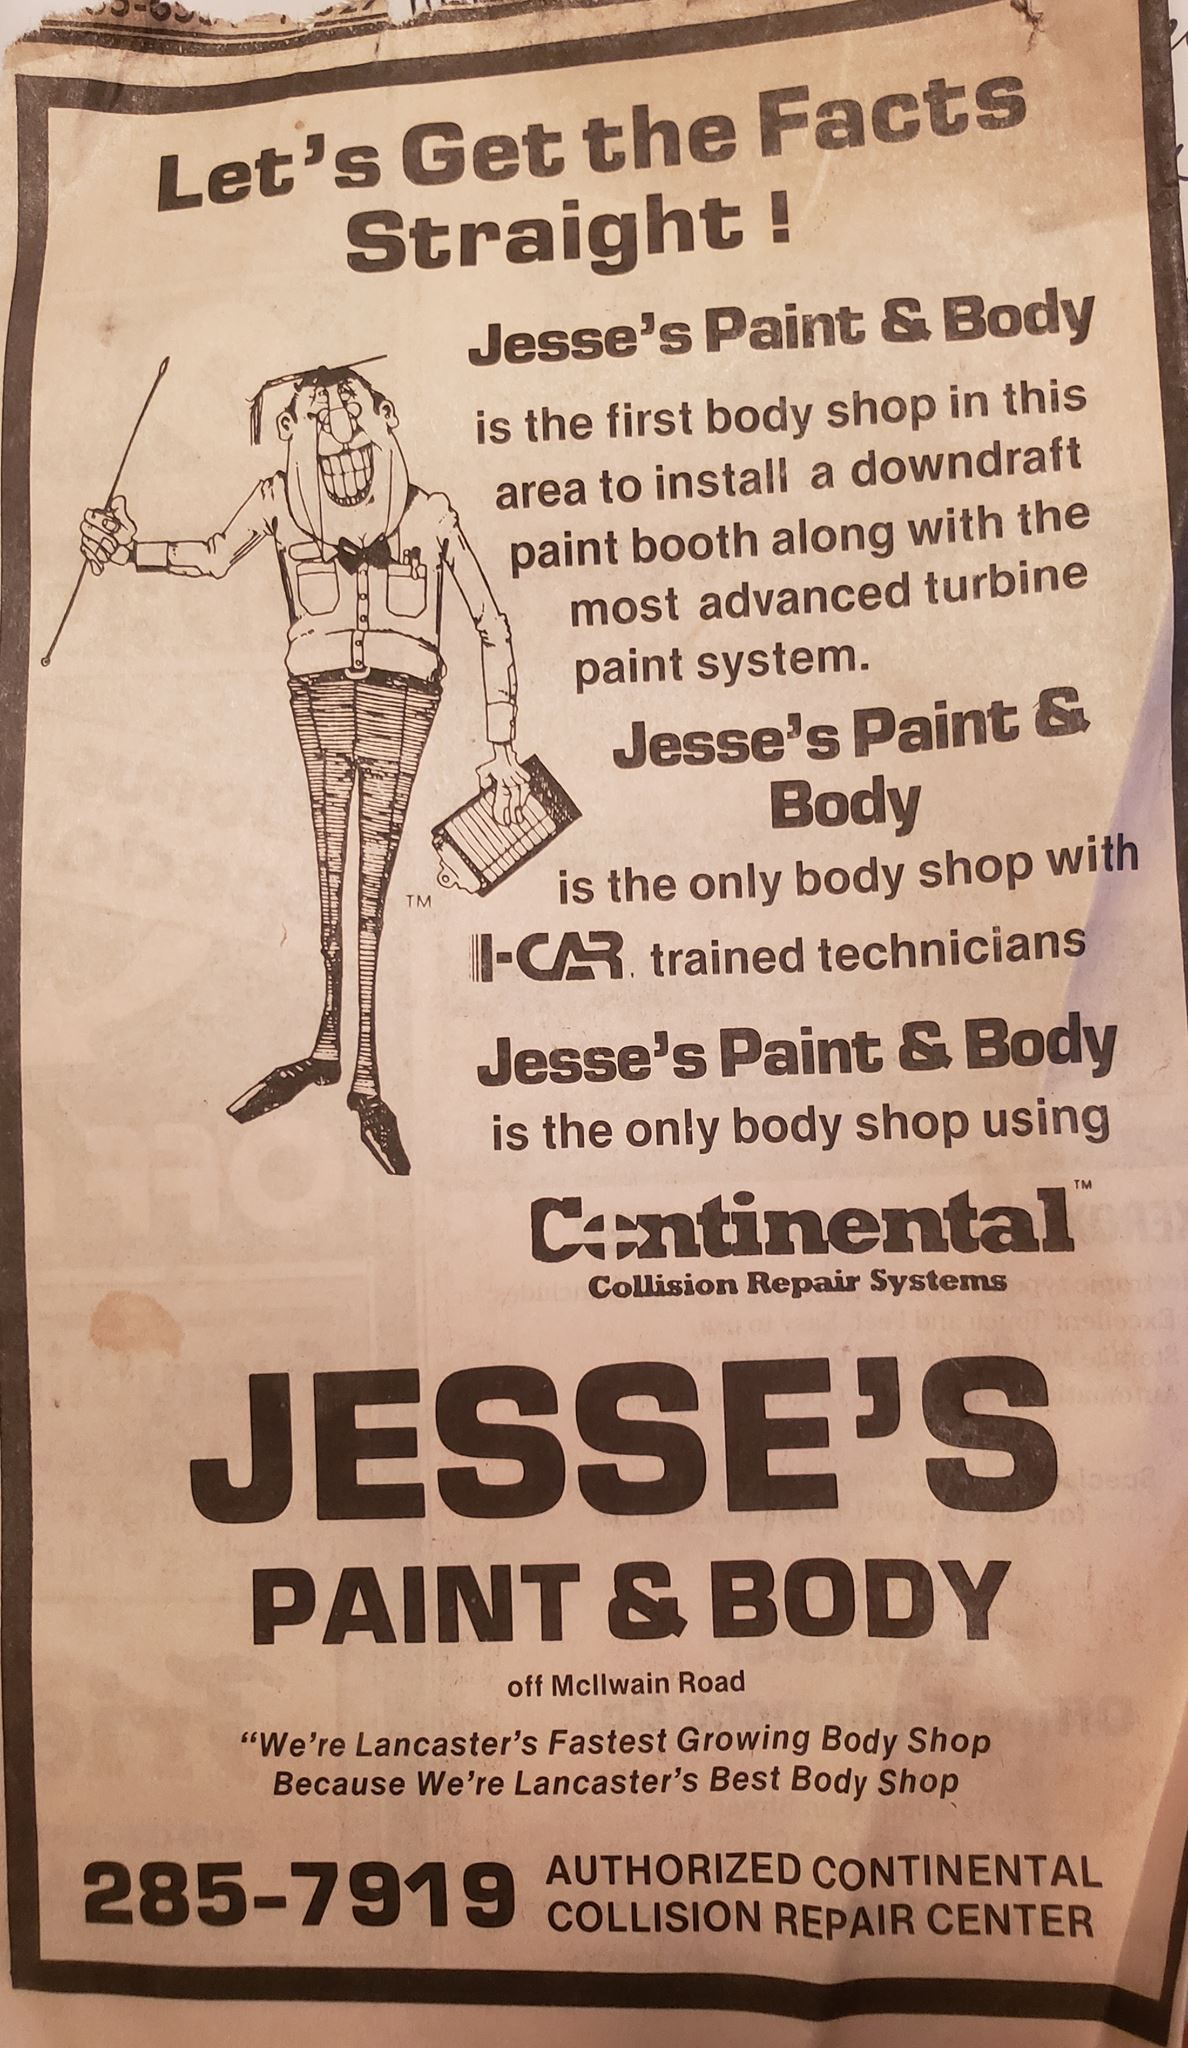 Let's Get the Facts
Straight !
Jesse's Paint & Body
is the first body shop in this
area to install a downdraft
paint booth along with the
most advanced turbine
paint system.
Jesse's Paint &
Body
is the only body shop with
I-CAR. trained technicians
TM
Jesse's Paint & Body
is the only body shop using
Continental™
Collision Repair Systems
JESSE'S
PAINT & BODY
off McIlwain Road
"We're Lancaster's Fastest Growing Body Shop
Because We're Lancaster's Best Body Shop
285-7919
AUTHORIZED CONTINENTAL
COLLISION REPAIR CENTER